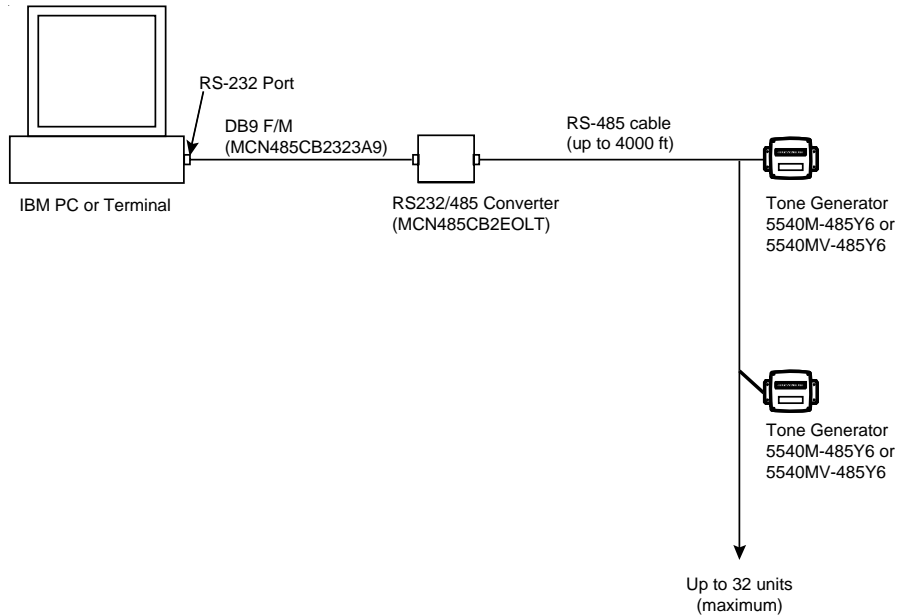 RS-232 Port
DB9 F/M
(MCN485CB2323A9)
RS-485 cable
(up to 4000 ft)
IBM PC or Terminal
RS232/485 Converter
(MCN485CB2EOLT)
Tone Generator
5540M-485Y6 or
5540MV-485Y6
Tone Generator
5540M-485Y6 or
5540MV-485Y6
Up to 32 units
(maximum)